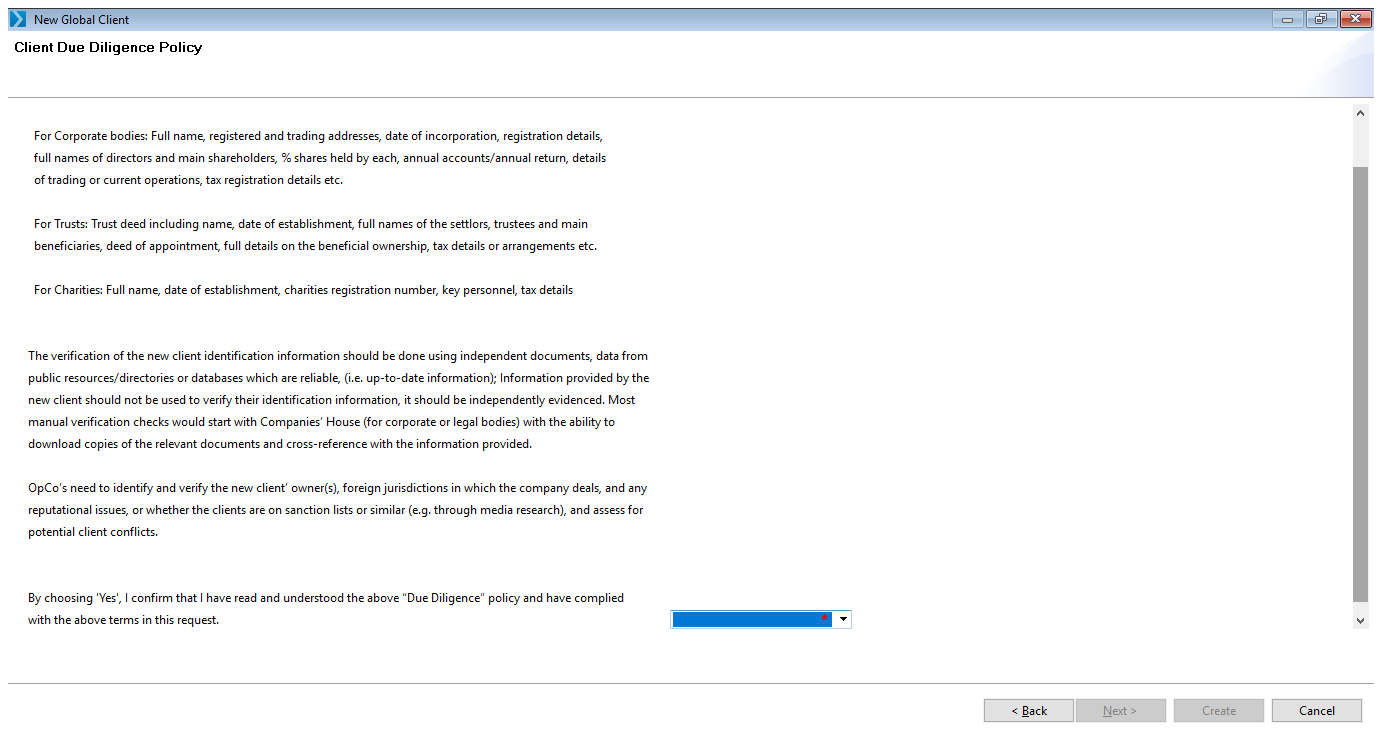 New Global Client
Client Due Diligence Policy
For Corporate bodies: Full name, registered and trading addresses, date of incorporation, registration details,
full names of directors and main shareholders, % shares held by each, annual accounts/annual return, details
of trading or current operations, tax registration details etc.
For Trusts: Trust deed including name, date of establishment, full names of the settlors, trustees and main
beneficiaries, deed of appointment, full details on the beneficial ownership, tax details or arrangements etc.
For Charities: Full name, date of establishment, charities registration number, key personnel, tax details
The verification of the new client identification information should be done using independent documents, data from
public resources/directories or databases which are reliable, (i.e. up-to-date information); Information provided by the
new client should not be used to verify their identification information, it should be independently evidenced. Most
manual verification checks would start with Companies’ House (for corporate or legal bodies) with the ability to
download copies of the relevant documents and cross-reference with the information provided.
OpCo’s need to identify and verify the new client’ owner(s), foreign jurisdictions in which the company deals, and any
reputational issues, or whether the clients are on sanction lists or similar (e.g. through media research), and assess for
potential client conflicts.
By choosing 'Yes', I confirm that I have read and understood the above “Due Diligence” policy and have complied
with the above terms in this request.
*
< Back
Next >
Create
Cancel